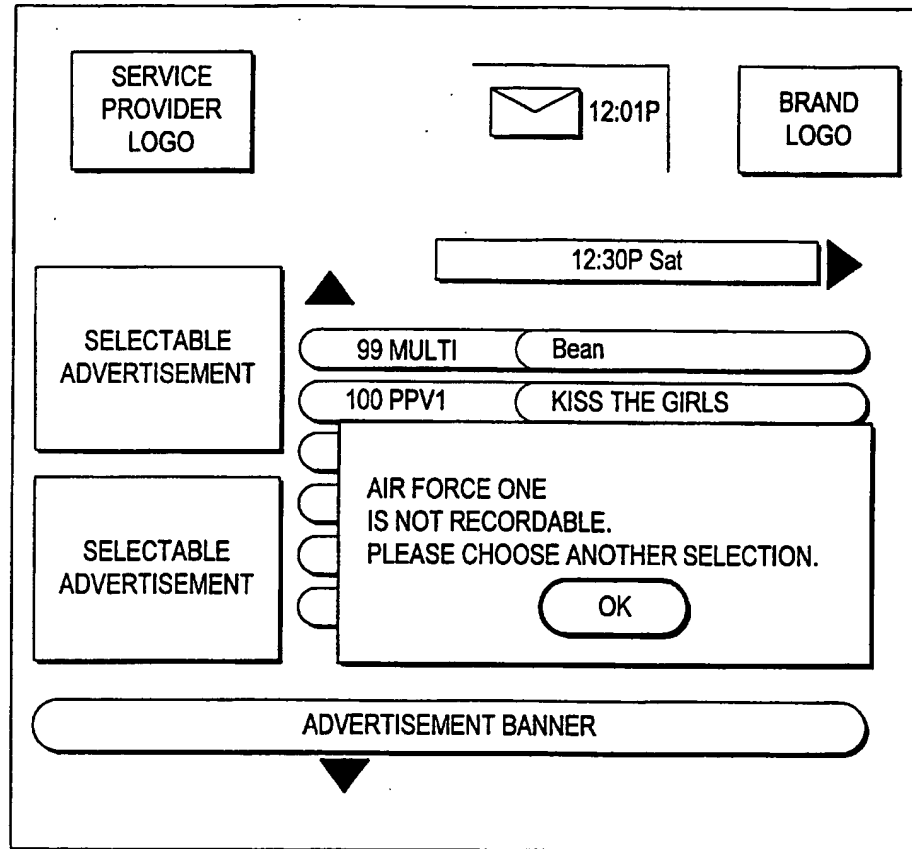 SERVICE
PROVIDER
LOGO
12:01P
BRAND
LOGO
12:30P Sat
SELECTABLE
ADVERTISEMENT
99 MULTI Bean
100 PPV1 KISS THE GIRLS
AIR FORCE ONE
IS NOT RECORDABLE.
PLEASE CHOOSE ANOTHER SELECTION.
OK
SELECTABLE
ADVERTISEMENT
ADVERTISEMENT BANNER